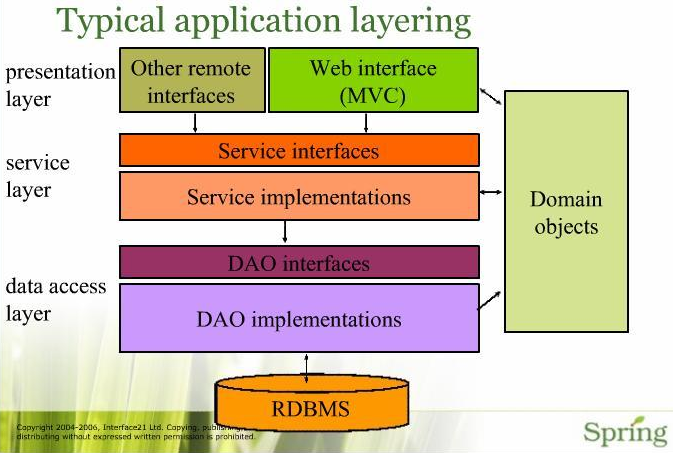 Typical application layering
presentation
layer
Other remote
interfaces
Web interface
(MVC)
Service interfaces
service
layer
Service implementations
Domain
objects
DAO interfaces
data access
layer
DAO implementations
RDBMS
Copyright 2004-2006, Interface21 Ltd. Copying, publishing,
distributing without expressed written permission is prohibited.
Spring